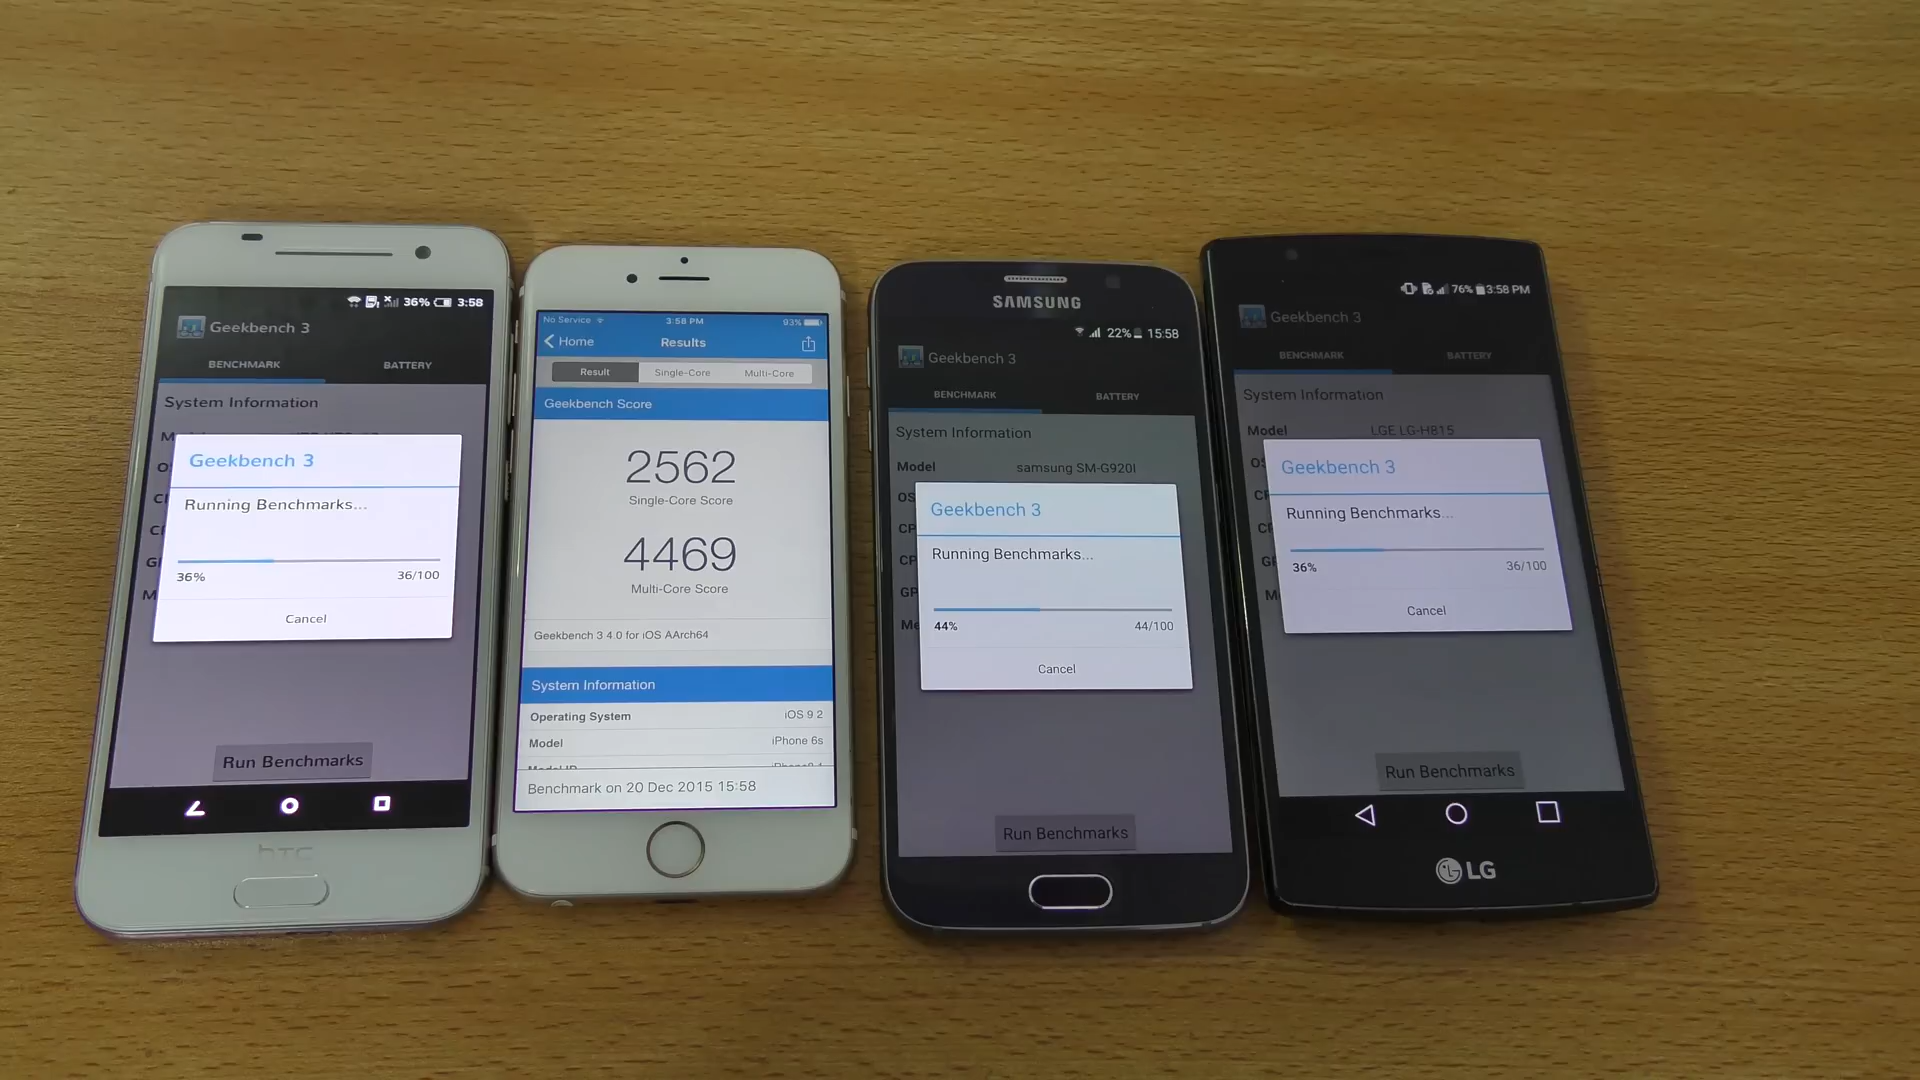 36% 3:58
Geekbench 3
BENCHMARK BATTERY
System Information
Geekbench 3
Running Benchmarks...
36% 36/100
Cancel
Run Benchmarks
hTC
No Service 3:58 PM 93%
Home Results
Result Single-Core Multi-Core
Geekbench Score
2562
Single-Core Score
4469
Multi-Core Score
Geekbench 3 4.0 for iOS AArch64
System Information
Operating System iOS 9.2
Model iPhone 6s
Benchmark on 20 Dec 2015 15:58
SAMSUNG
22% 15:58
Geekbench 3
BENCHMARK BATTERY
System Information
Model samsung SM-G920I
OS
CP
CP
GP
Me
Geekbench 3
Running Benchmarks...
44% 44/100
Cancel
Run Benchmarks
76% 3:58 PM
Geekbench 3
BENCHMARK BATTERY
System Information
Model LGE LG-H815
Geekbench 3
Running Benchmarks...
36% 36/100
Cancel
Run Benchmarks
LG